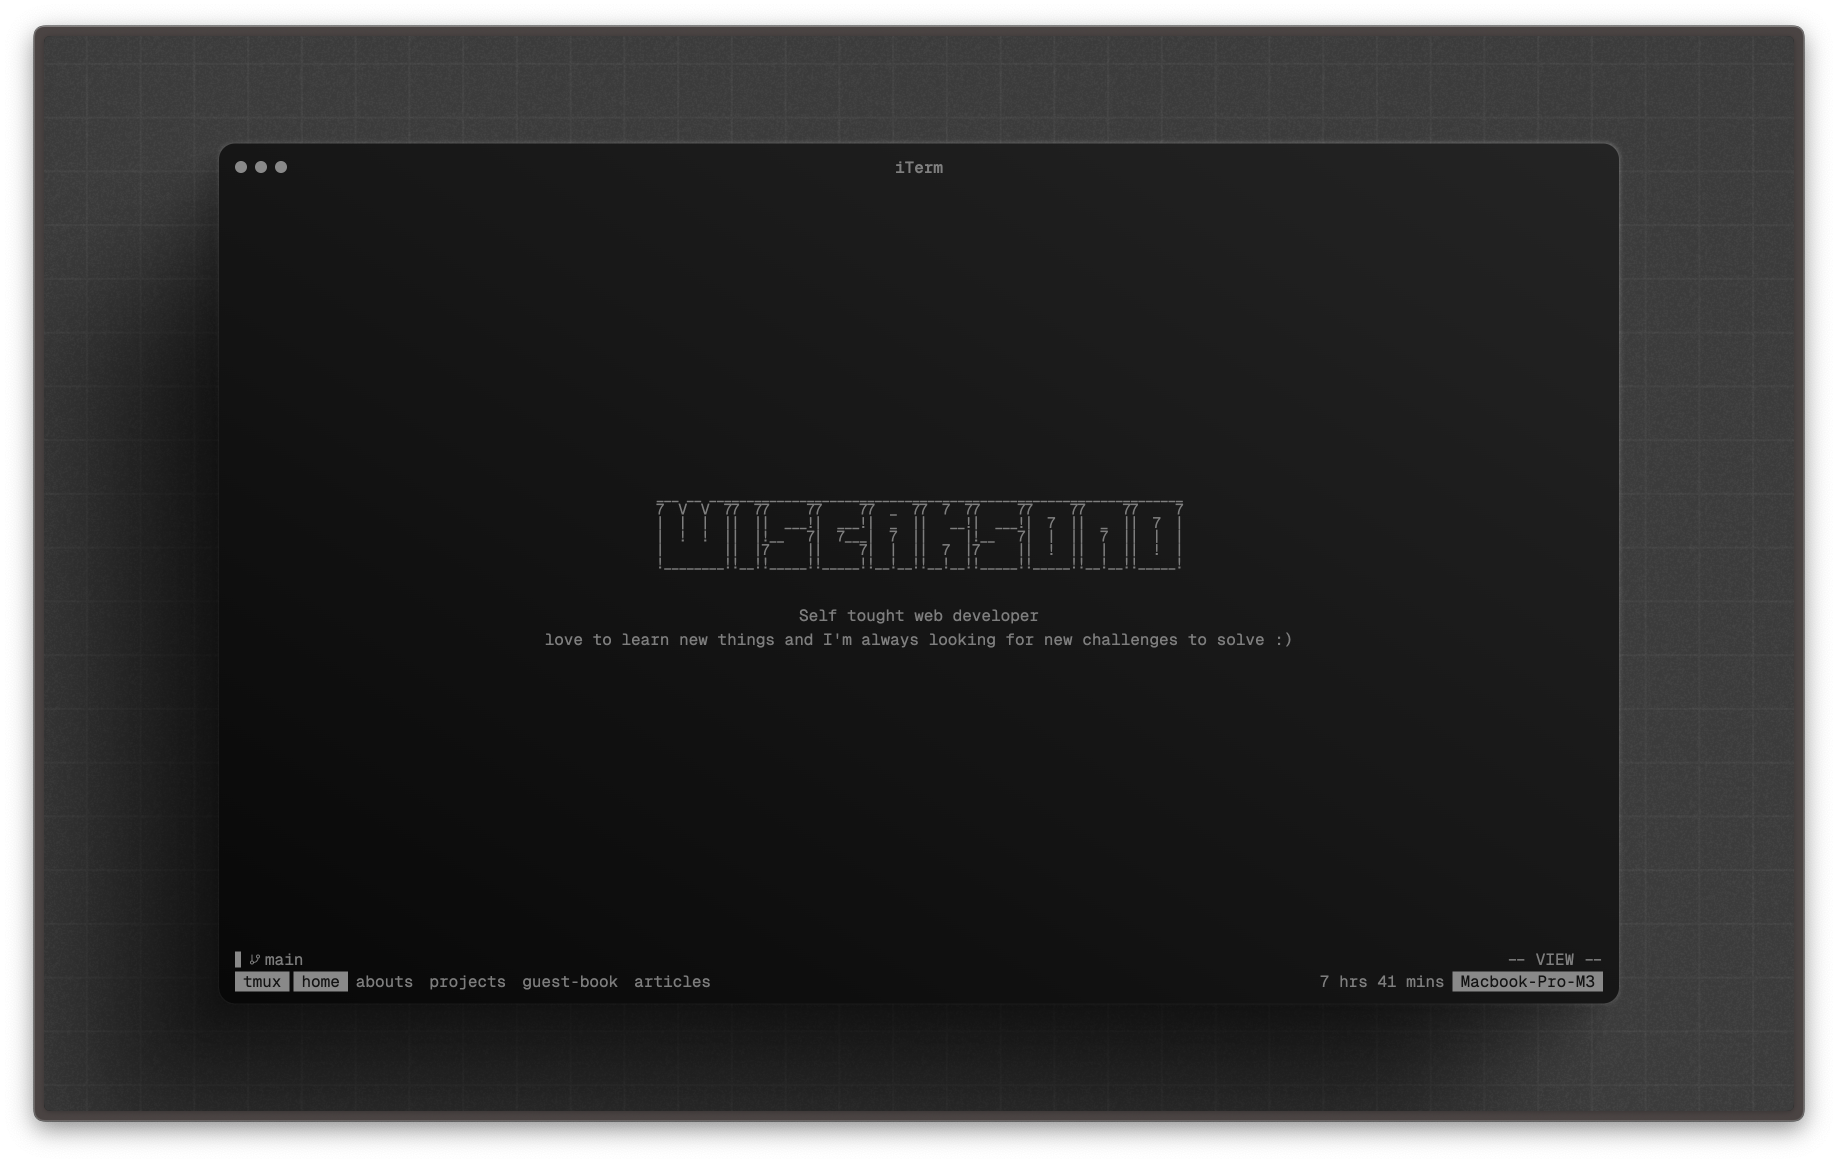 iTerm
WISCAKSONO
Self tought web developer
love to learn new things and I'm always looking for new challenges to solve :)
main -- VIEW --
tmux home abouts projects guest-book articles 7 hrs 41 mins Macbook-Pro-M3